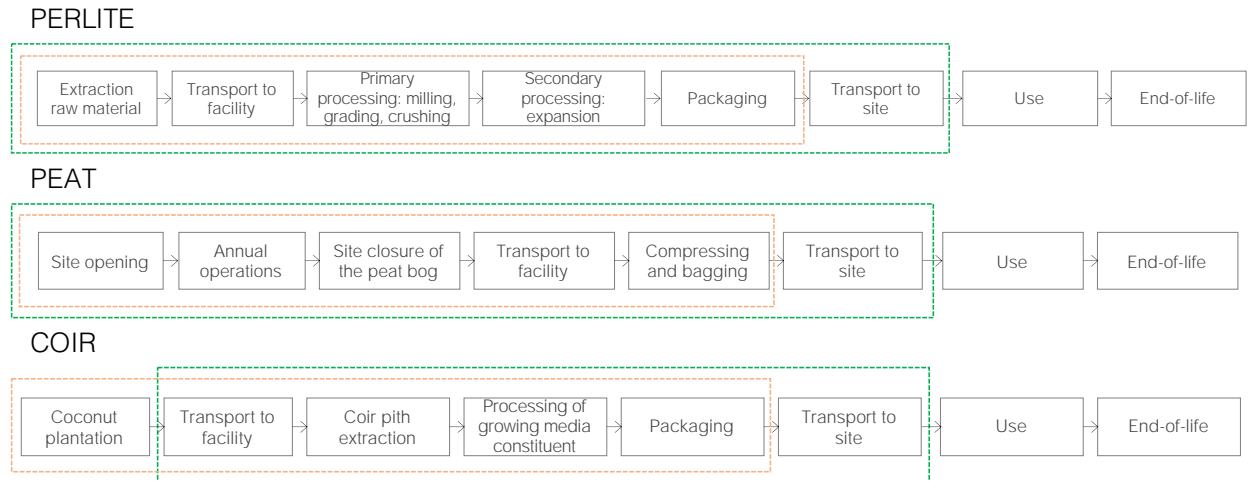 PERLITE
Extraction
raw material
Transport to
facility
Primary
processing: milling,
grading, crushing
Secondary
processing:
expansion
Packaging
Transport to
site
Use
End-of-life
PEAT
Site opening
Annual
operations
Site closure of
the peat bog
Transport to
facility
Compressing
and bagging
Transport to
site
Use
End-of-life
COIR
Coconut
plantation
Transport to
facility
Coir pith
extraction
Processing of
growing media
constituent
Packaging
Transport to
site
Use
End-of-life